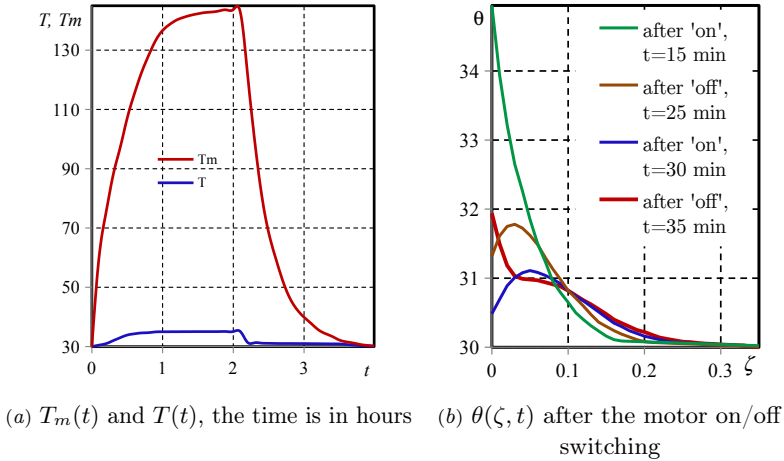 T, Tm
130
110
90
70
50
30
0
1
2
3
t
Tm
T
θ
34
33
32
31
30
0
0.1
0.2
0.3
ζ
after 'on',
t=15 min
after 'off',
t=25 min
after 'on',
t=30 min
after 'off',
t=35 min
(a) Tₘ(t) and T(t), the time is in hours
(b) θ(ζ, t) after the motor on/off
switching